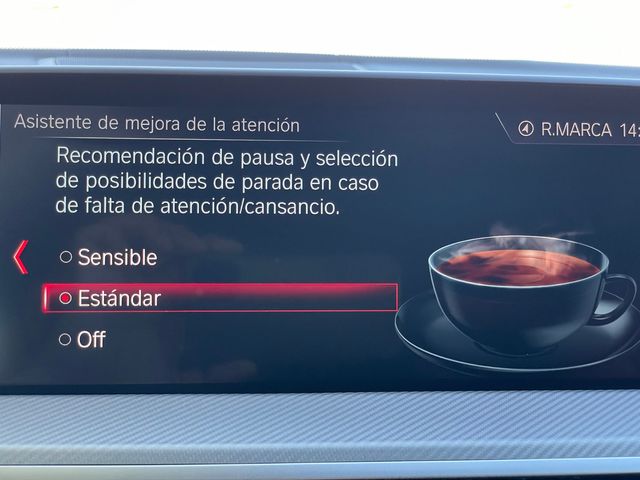 Asistente de mejora de la atención
R.MARCA 14:
Recomendación de pausa y selección
de posibilidades de parada en caso
de falta de atención/cansancio.
Sensible
Estándar
Off